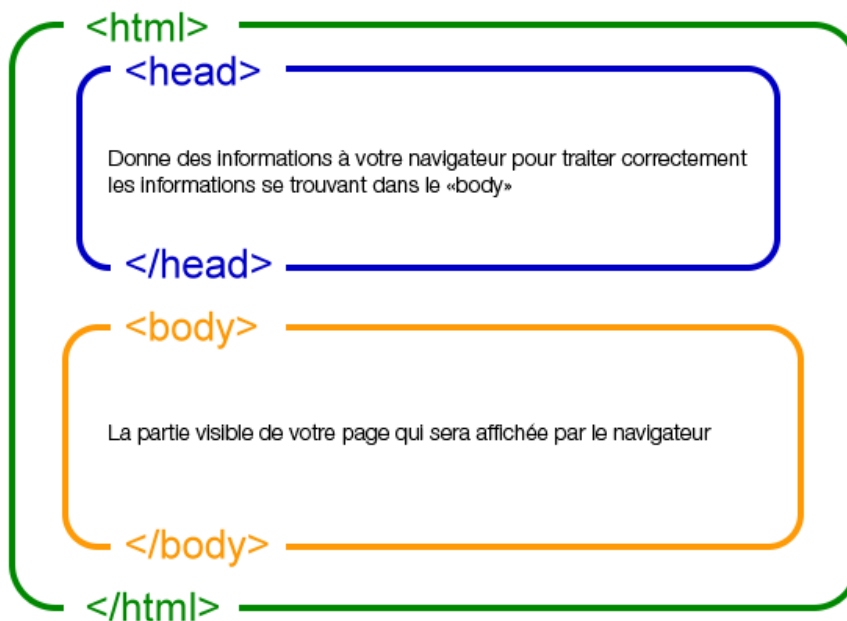 <html>
<head>
Donne des informations à votre navigateur pour traiter correctement
les informations se trouvant dans le «body»
</head>
<body>
La partie visible de votre page qui sera affichée par le navigateur
</body>
</html>